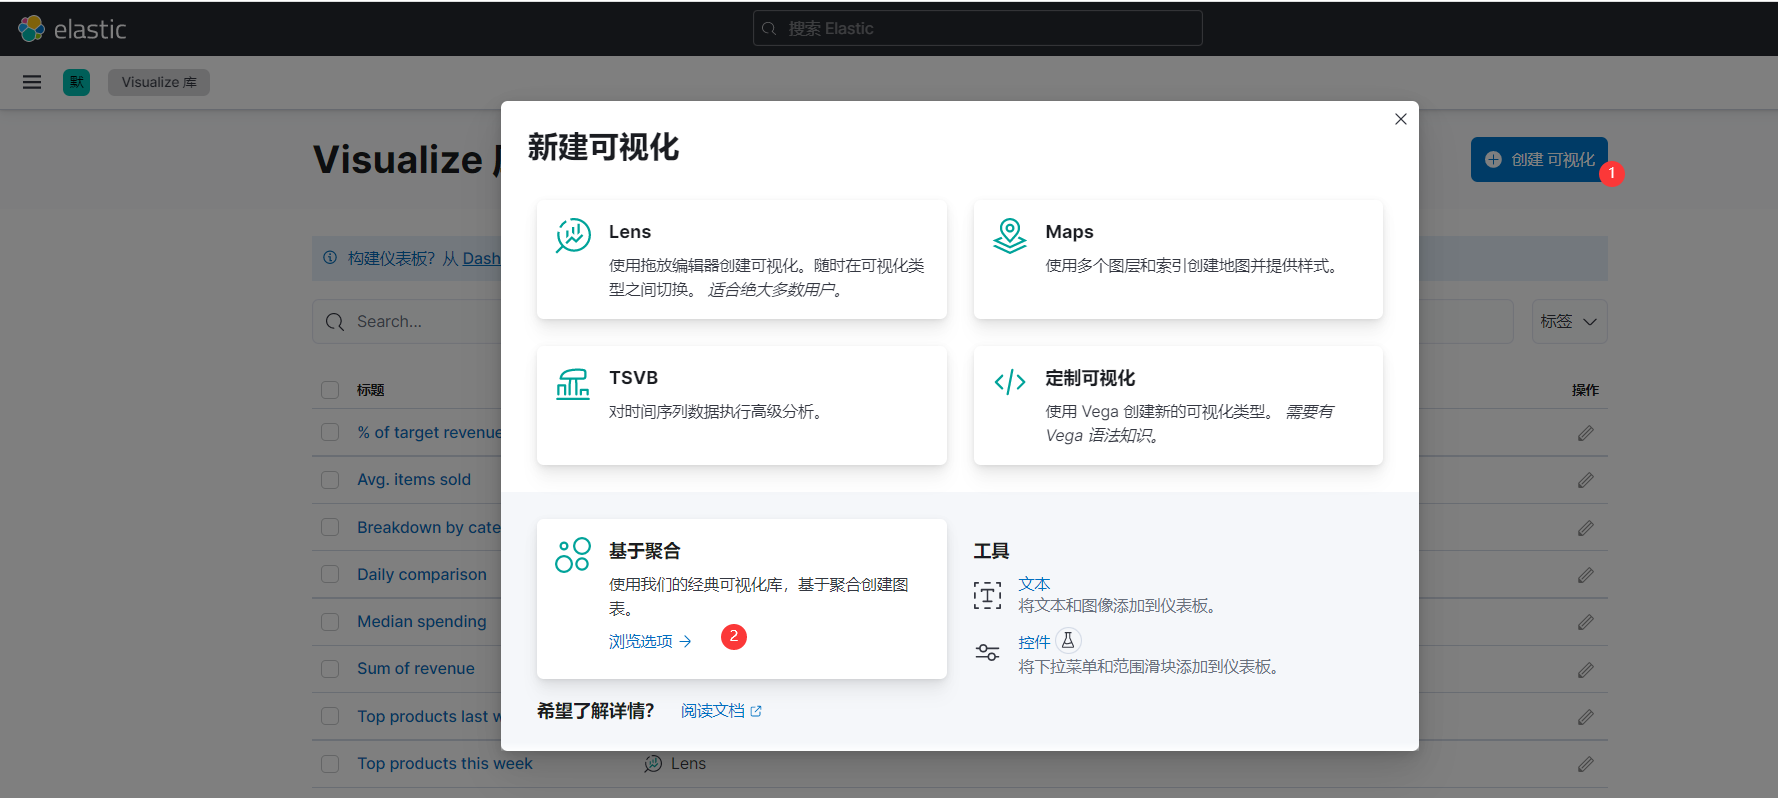 elastic
搜索 Elastic
默
Visualize 库
Visualize
新建可视化
创建 可视化
1
Lens
使用拖放编辑器创建可视化。随时在可视化类
型之间切换。 适合绝大多数用户。
Maps
使用多个图层和索引创建地图并提供样式。
构建仪表板？从 Dash
Search...
标签
TSVB
对时间序列数据执行高级分析。
定制可视化
使用 Vega 创建新的可视化类型。 需要有
Vega 语法知识。
标题
操作
% of target revenue
Avg. items sold
Breakdown by cate
Daily comparison
Median spending
Sum of revenue
Top products last w
Top products this week
Lens
基于聚合
使用我们的经典可视化库，基于聚合创建图
表。
浏览选项
2
工具
文本
将文本和图像添加到仪表板。
控件
将下拉菜单和范围滑块添加到仪表板。
希望了解详情？ 阅读文档